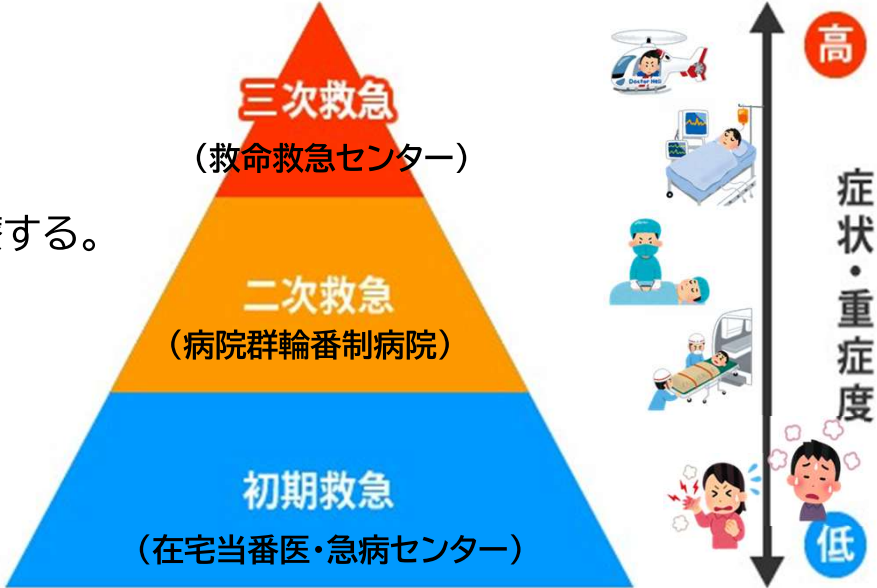 三次救急
（救命救急センター）
する。
二次救急
（病院群輪番制病院）
初期救急
（在宅当番医・急病センター）
Doctor Heli
高
症状・重症度
低